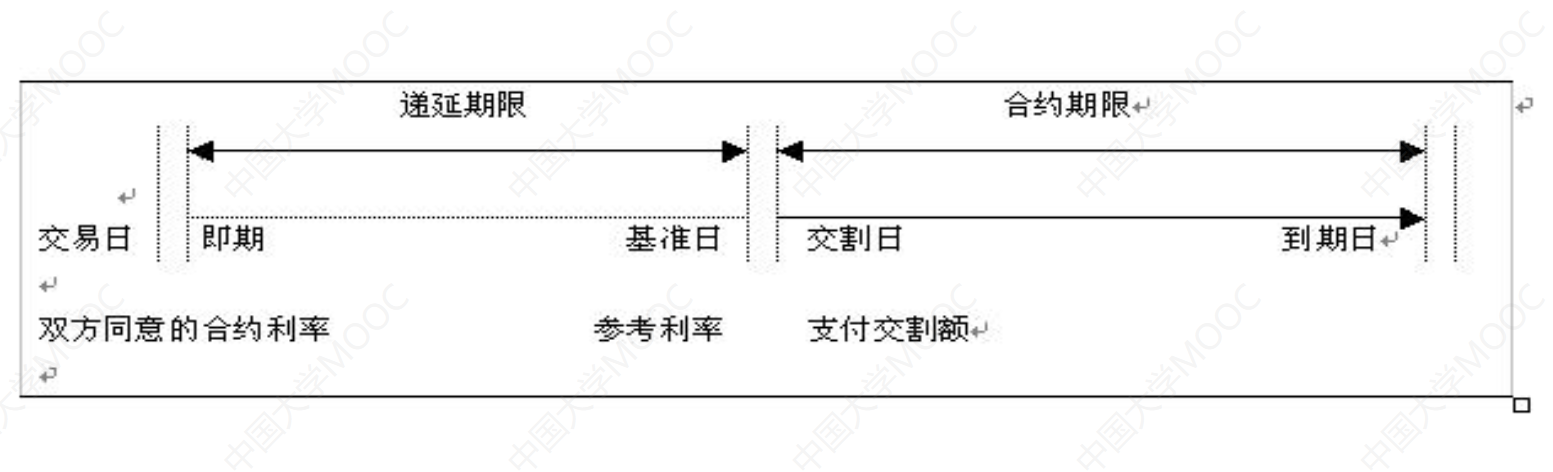 递延期限 合约期限
交易日 即期 基准日 交割日 到期日
双方同意的合约利率 参考利率 支付交割额
中国大学MOOC